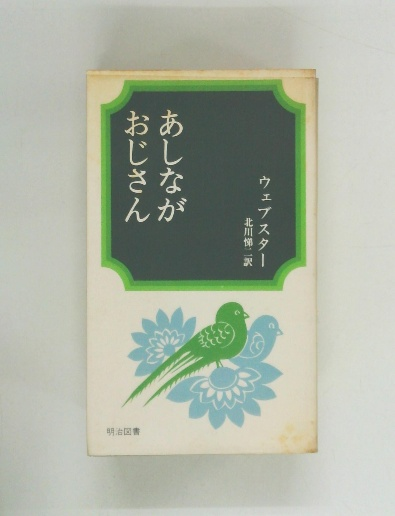 あしなが
おじさん
ウェブスター
北川悌二訳
明治図書